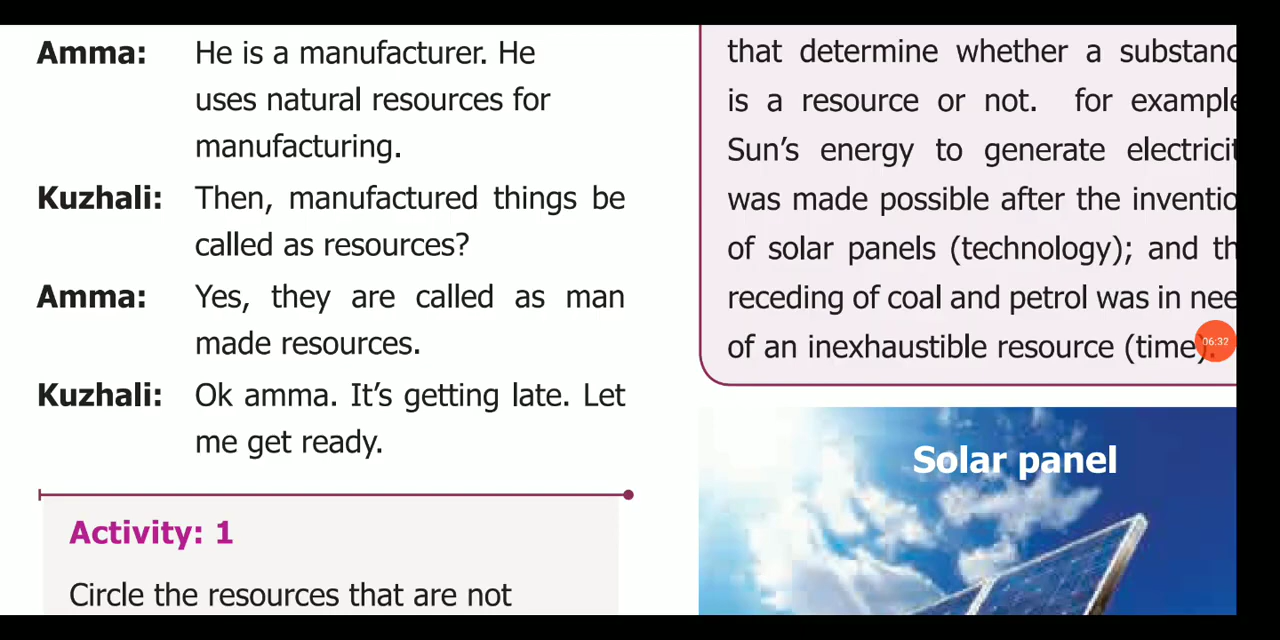 Amma: He is a manufacturer. He
uses natural resources for
manufacturing.
Kuzhali: Then, manufactured things be
called as resources?
Amma: Yes, they are called as man
made resources.
Kuzhali: Ok amma. It's getting late. Let
me get ready.
Activity: 1
Circle the resources that are not
that determine whether a substanc
is a resource or not. for example
Sun's energy to generate electricit
was made possible after the inventio
of solar panels (technology); and th
receding of coal and petrol was in nee
of an inexhaustible resource (time).
06:32
Solar panel